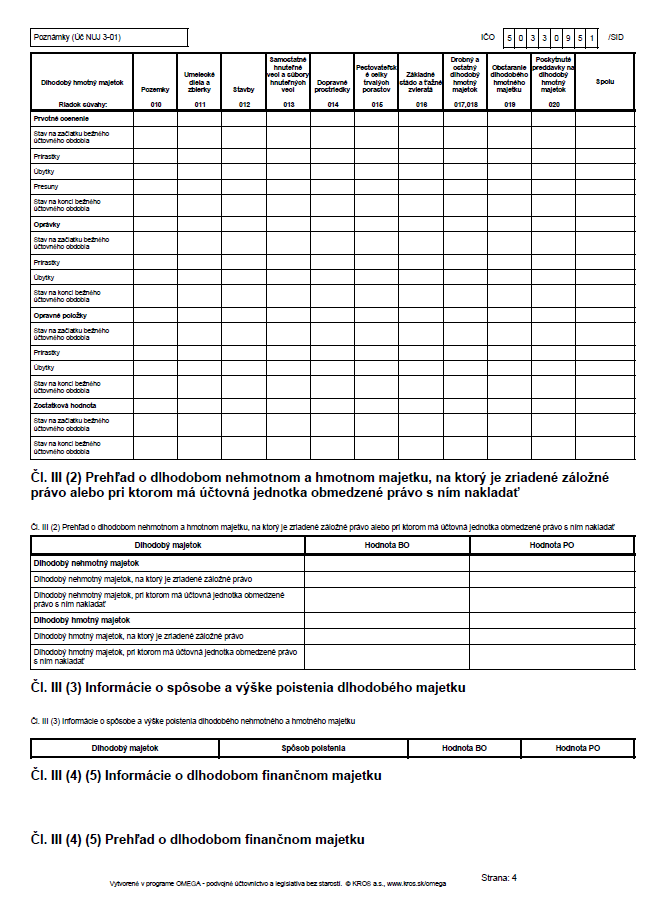 Poznámky (Úč NUJ 3-01)
IČO 5 0 3 3 0 9 5 1 /SID
Dlhodobý hmotný majetok
Riadok súvahy:
Pozemky
010
Umelecké diela a zbierky
011
Stavby
012
Samostatné hnuteľné veci a súbory hnuteľných vecí
013
Dopravné prostriedky
014
Pestovateľské celky trvalých porastov
015
Základné stádo a ťažné zvieratá
016
Drobný a ostatný dlhodobý hmotný majetok
017,018
Obstaranie dlhodobého hmotného majetku
019
Poskytnuté preddavky na dlhodobý hmotný majetok
020
Spolu
Prvotné ocenenie
Stav na začiatku bežného
účtovného obdobia
Prírastky
Úbytky
Presuny
Stav na konci bežného
účtovného obdobia
Oprávky
Stav na začiatku bežného
účtovného obdobia
Prírastky
Úbytky
Stav na konci bežného
účtovného obdobia
Opravné položky
Stav na začiatku bežného
účtovného obdobia
Prírastky
Úbytky
Stav na konci bežného
účtovného obdobia
Zostatková hodnota
Stav na začiatku bežného
účtovného obdobia
Stav na konci bežného
účtovného obdobia
Čl. III (2) Prehľad o dlhodobom nehmotnom a hmotnom majetku, na ktorý je zriadené záložné
právo alebo pri ktorom má účtovná jednotka obmedzené právo s ním nakladať
Čl. III (2) Prehľad o dlhodobom nehmotnom a hmotnom majetku, na ktorý je zriadené záložné právo alebo pri ktorom má účtovná jednotka obmedzené právo s ním nakladať
Dlhodobý majetok Hodnota BO Hodnota PO
Dlhodobý nehmotný majetok
Dlhodobý nehmotný majetok, na ktorý je zriadené záložné právo
Dlhodobý nehmotný majetok, pri ktorom má účtovná jednotka obmedzené
právo s ním nakladať
Dlhodobý hmotný majetok
Dlhodobý hmotný majetok, na ktorý je zriadené záložné právo
Dlhodobý hmotný majetok, pri ktorom má účtovná jednotka obmedzené právo
s ním nakladať
Čl. III (3) Informácie o spôsobe a výške poistenia dlhodobého majetku
Čl. III (3) Informácie o spôsobe a výške poistenia dlhodobého nehmotného a hmotného majetku
Dlhodobý majetok Spôsob poistenia Hodnota BO Hodnota PO
Čl. III (4) (5) Informácie o dlhodobom finančnom majetku
Čl. III (4) (5) Prehľad o dlhodobom finančnom majetku
Strana: 4
Vytvorené v programe OMEGA - podvojné účtovníctvo a legislatíva bez starostí. © KROS a.s., www.kros.sk/omega